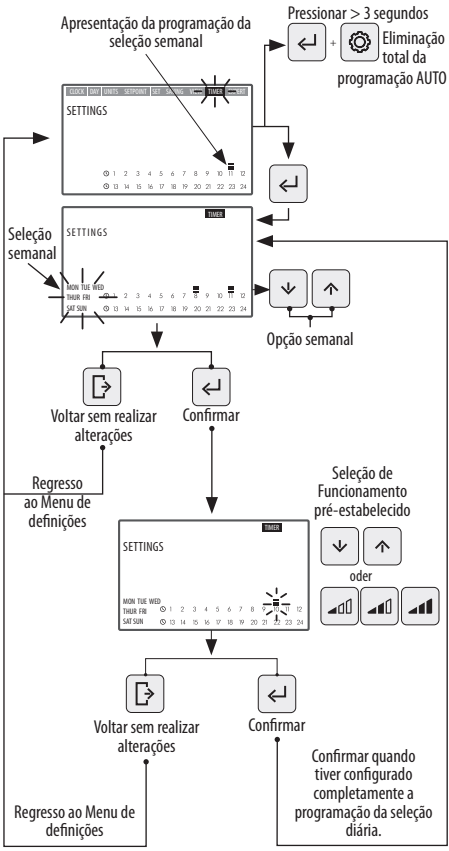 Pressionar > 3 segundos
Apresentação da programação da
seleção semanal
+
Eliminação
total da
programação AUTO
CLOCK DAY UNITS SETPOINT SET TIMER
SETTINGS
1 2 3 4 5 6 7 8 9 10 11 12
13 14 15 16 17 18 19 20 21 22 23 24
TIMER
SETTINGS
Seleção
semanal
MON TUE WED
THUR FRI
SAT SUN
1 2 3 4 5 6 7 8 9 10 11 12
13 14 15 16 17 18 19 20 21 22 23 24
Opção semanal
Voltar sem realizar
alterações
Confirmar
Regresso
ao Menu de
definições
Seleção de
Funcionamento
pré-estabelecido
oder
TIMER
SETTINGS
MON TUE WED
THUR FRI
SAT SUN
1 2 3 4 5 6 7 8 9 10 11 12
13 14 15 16 17 18 19 20 21 22 23 24
Voltar sem realizar
alterações
Confirmar
Confirmar quando
tiver configurado
completamente a
programação da seleção
diária.
Regresso ao Menu de
definições